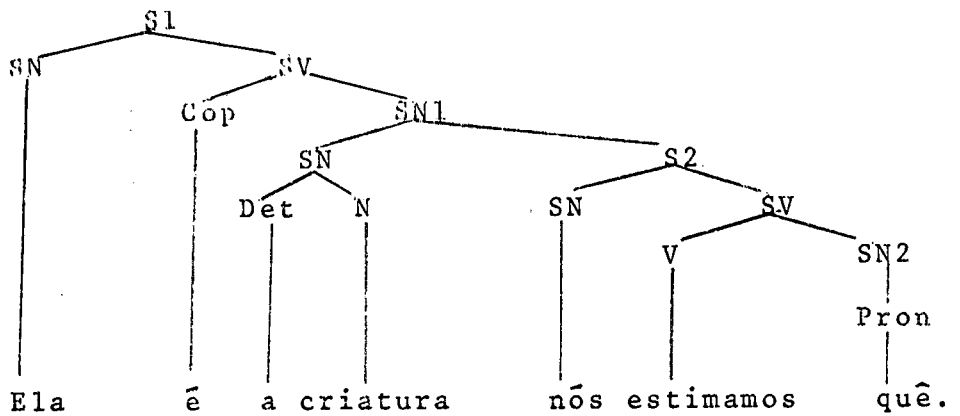 S1
SN SV
Cop SN1
SN S2
Det N SN SV
V SN2
Pron
Ela é a criatura nós estimamos quê.